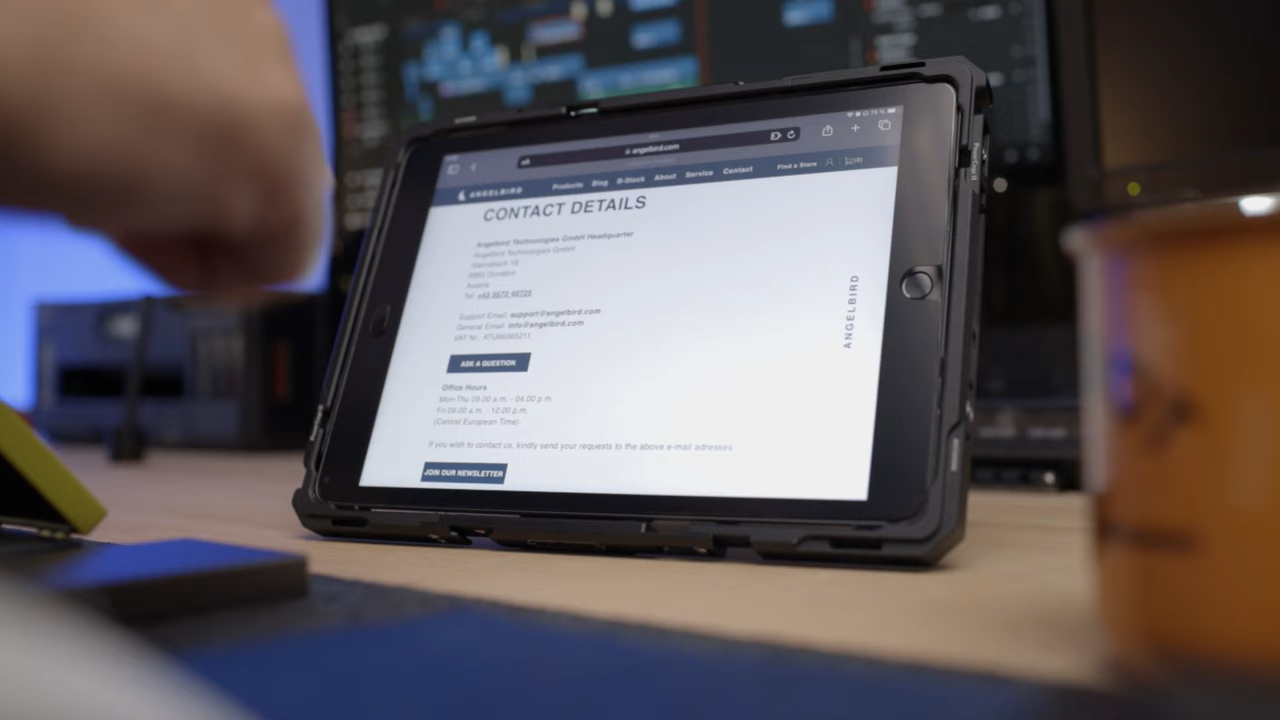 angelbird.com
ANGELBIRD
Products Blog B-Stock About Service Contact
Find a Store
CONTACT DETAILS
Angelbird Technologies GmbH Headquarter
Angelbird Technologies GmbH
Austria
Support Email: support@angelbird.com
General Email: info@angelbird.com
ASK A QUESTION
Office Hours
Mon-Thu 09.00 a.m. - 04.00 p.m.
Fri 09.00 a.m. - 12.00 p.m.
(Central European Time)
If you wish to contact us, kindly send your requests to the above e-mail adresses
JOIN OUR NEWSLETTER
ANGELBIRD